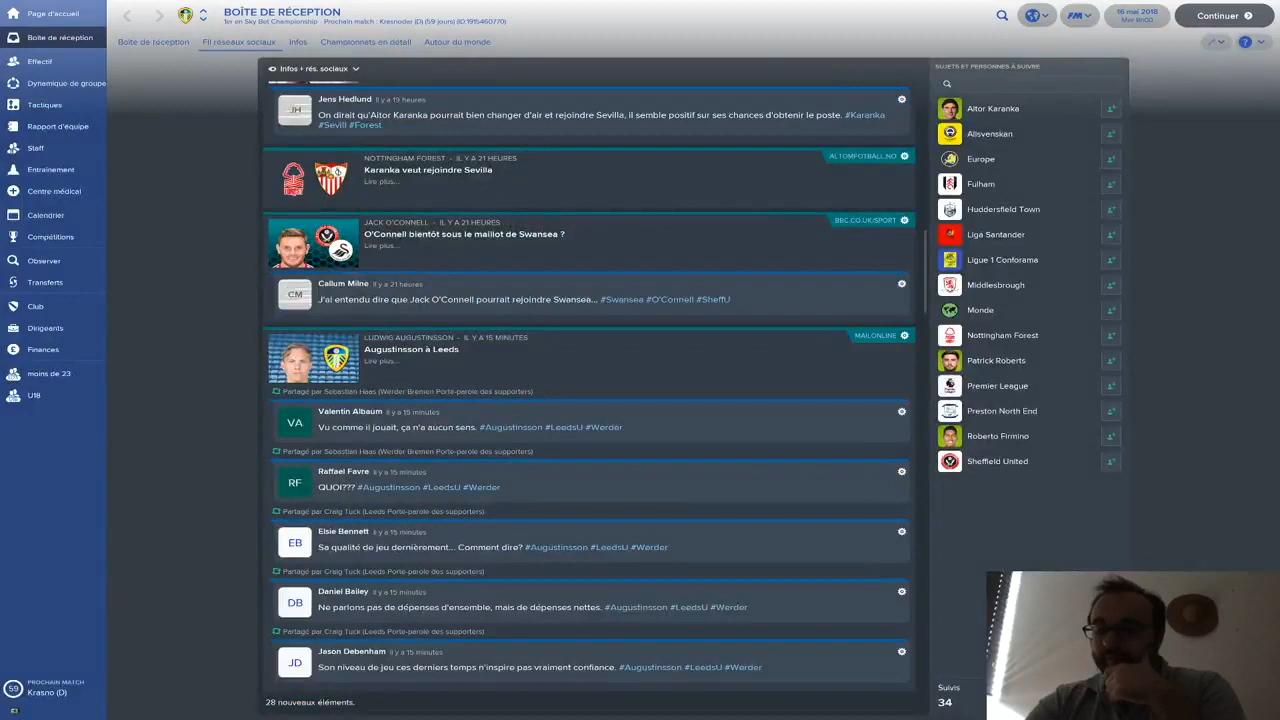 Page d'accueil
Boîte de réception
Effectif
Dynamique de groupe
Tactiques
Rapport d'équipe
Staff
Entraînement
Centre médical
Calendrier
Compétitions
Observer
Transferts
Club
Dirigeants
Finances
moins de 23
U18
59
PROCHAIN MATCH
Krasno (D)
BOÎTE DE RÉCEPTION
1er en Sky Bet Championship · Prochain match : Kresnoder (D) (59 jours) (ID:1915460770)
FM
16 mai 2018
Mer 8h00
Continuer
Boîte de réception
Fil réseaux sociaux
Infos
Championnats en détail
Autour du monde
?
Infos + rés. sociaux
JH
Jens Hedlund Il y a 19 heures
On dirait qu'Aitor Karanka pourrait bien changer d'air et rejoindre Sevilla, il semble positif sur ses chances d'obtenir le poste. #Karanka
#Sevill #Forest
NOTTINGHAM FOREST - IL Y A 21 HEURES
ALTOMFOTBALL.NO
Karanka veut rejoindre Sevilla
Lire plus...
JACK O'CONNELL - IL Y A 21 HEURES
BBC.CO.UK/SPORT
O'Connell bientôt sous le maillot de Swansea ?
Lire plus...
CM
Callum Milne Il y a 21 heures
J'ai entendu dire que Jack O'Connell pourrait rejoindre Swansea... #Swansea #O'Connell #SheffU
LUDWIG AUGUSTINSSON - IL Y A 15 MINUTES
MAILONLINE
Augustinsson à Leeds
Lire plus...
Partagé par Sebastian Haas (Werder Bremen Porte-parole des supporters)
VA
Valentin Albaum Il y a 15 minutes
Vu comme il jouait, ça n'a aucun sens. #Augustinsson #LeedsU #Werder
Partagé par Sebastian Haas (Werder Bremen Porte-parole des supporters)
RF
Raffael Favre Il y a 15 minutes
QUOI??? #Augustinsson #LeedsU #Werder
Partagé par Craig Tuck (Leeds Porte-parole des supporters)
EB
Elsie Bennett Il y a 15 minutes
Sa qualité de jeu dernièrement... Comment dire? #Augustinsson #LeedsU #Werder
Partagé par Craig Tuck (Leeds Porte-parole des supporters)
DB
Daniel Bailey Il y a 15 minutes
Ne parlons pas de dépenses d'ensemble, mais de dépenses nettes. #Augustinsson #LeedsU #Werder
Partagé par Craig Tuck (Leeds Porte-parole des supporters)
JD
Jason Debenham Il y a 15 minutes
Son niveau de jeu ces derniers temps n'inspire pas vraiment confiance. #Augustinsson #LeedsU #Werder
28 nouveaux éléments.
SUJETS ET PERSONNES À SUIVRE
Aitor Karanka
Allsvenskan
Europe
Fulham
Huddersfield Town
Liga Santander
Ligue 1 Conforama
Middlesbrough
Monde
Nottingham Forest
Patrick Roberts
Premier League
Preston North End
Roberto Firmino
Sheffield United
Suivis
34